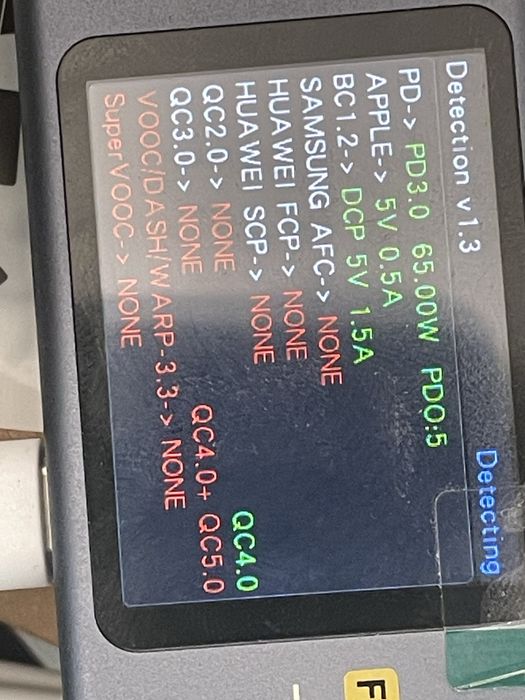 Detection v1.3 Detecting
PD-> PD3.0 65.00W PDO:5
APPLE-> 5V 0.5A
BC1.2-> DCP 5V 1.5A
SAMSUNG AFC-> NONE
HUAWEI FCP-> NONE
HUAWEI SCP-> NONE QC4.0
QC2.0-> NONE QC4.0+ QC5.0
QC3.0-> NONE
VOOC/DASH/WARP-3.3-> NONE
SuperVOOC-> NONE
F